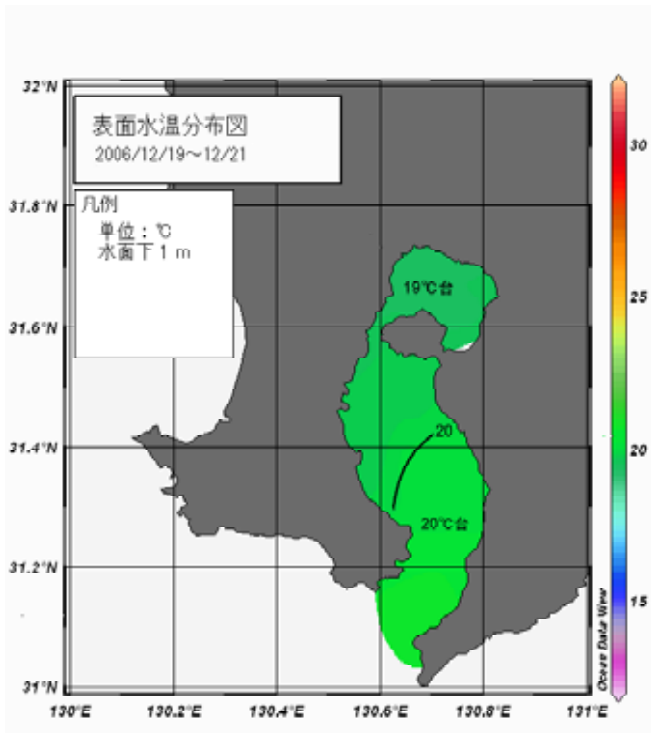 32°N
表面水温分布図
2006/12/19～12/21
31.8°N
凡例
単位：℃
水面下１ｍ
19℃台
31.6°N
20
31.4°N
20℃台
31.2°N
31°N
130°E
130.2°E
130.4°E
130.6°E
130.8°E
131°E
30
25
20
15
Ocean Data View